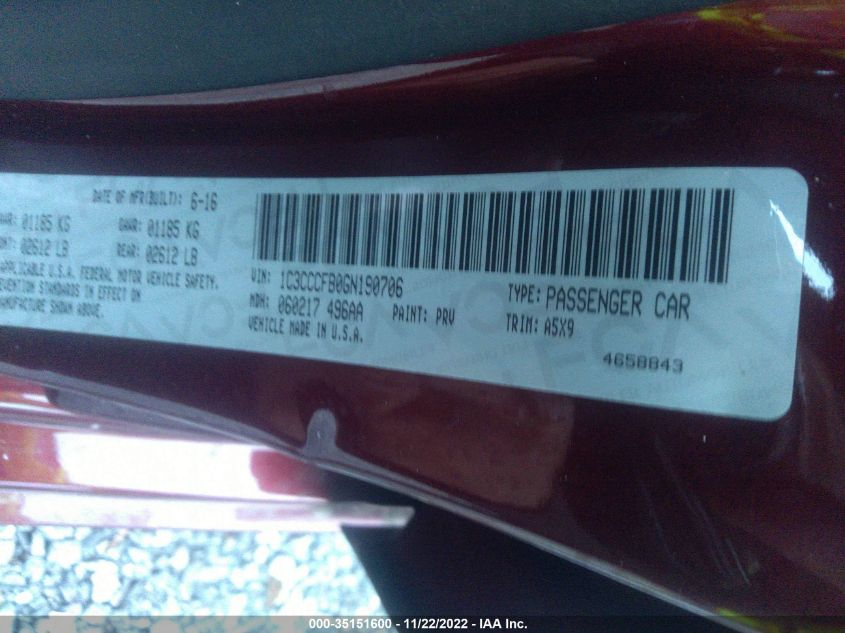 DATE OF MFR(BUILT): 6-16
01185 KG GAWR: 01185 KG
02612 LB REAR: 02612 LB
APPLICABLE U.S.A. FEDERAL MOTOR VEHICLE SAFETY,
STANDARDS IN EFFECT ON
MANUFACTURE SHOWN ABOVE.
VIN: 1C3CCCFB0GN190706 TYPE: PASSENGER CAR
MDH: 060217 496AA PAINT: PRV TRIM: A5X9
VEHICLE MADE IN U.S.A.
4658843
000-35151600 - 11/22/2022 - IAA Inc.